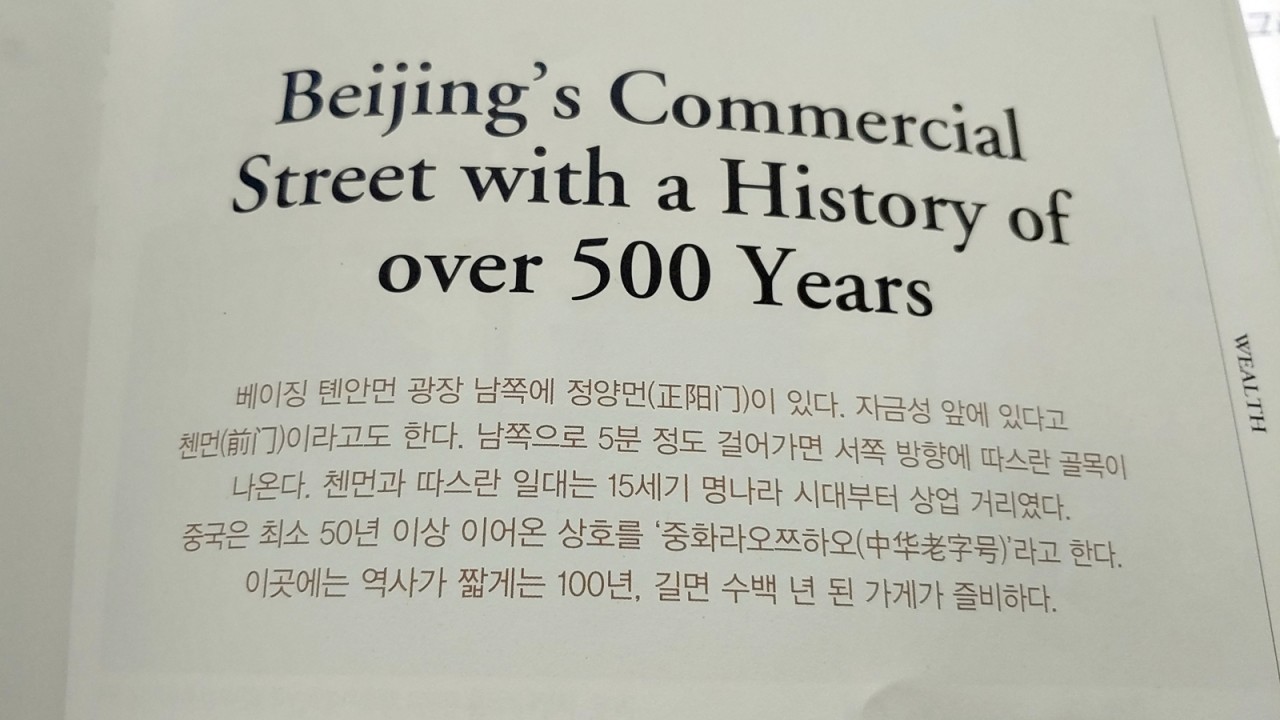 Beijing's Commercial
Street with a History of
over 500 Years
베이징 톈안먼 광장 남쪽에 정양먼(正阳门)이 있다. 자금성 앞에 있다고
첸먼(前门)이라고도 한다. 남쪽으로 5분 정도 걸어가면 서쪽 방향에 따스란 골목이
나온다. 첸먼과 따스란 일대는 15세기 명나라 시대부터 상업 거리였다.
중국은 최소 50년 이상 이어온 상호를 '중화라오쯔하오(中华老字号)'라고 한다.
이곳에는 역사가 짧게는 100년, 길면 수백 년 된 가게가 즐비하다.
WEALTH